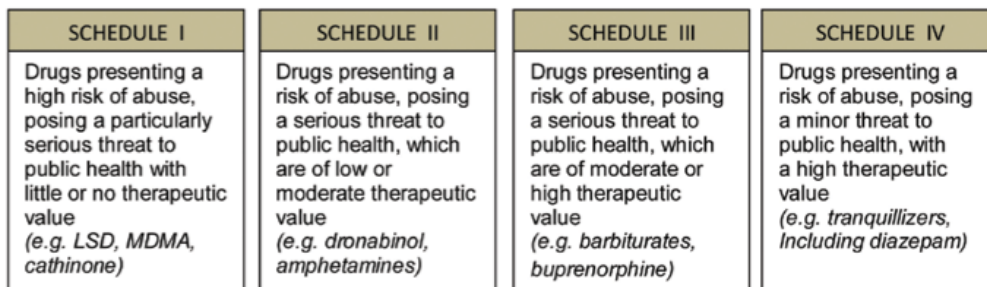 SCHEDULE I
Drugs presenting a
high risk of abuse,
posing a particularly
serious threat to
public health with
little or no therapeutic
value
(e.g. LSD, MDMA,
cathinone)
SCHEDULE II
Drugs presenting a
risk of abuse, posing
a serious threat to
public health, which
are of low or
moderate therapeutic
value
(e.g. dronabinol,
amphetamines)
SCHEDULE III
Drugs presenting a
risk of abuse, posing
a serious threat to
public health, which
are of moderate or
high therapeutic
value
(e.g. barbiturates,
buprenorphine)
SCHEDULE IV
Drugs presenting a
risk of abuse, posing
a minor threat to
public health, with
a high therapeutic
value
(e.g. tranquillizers,
Including diazepam)